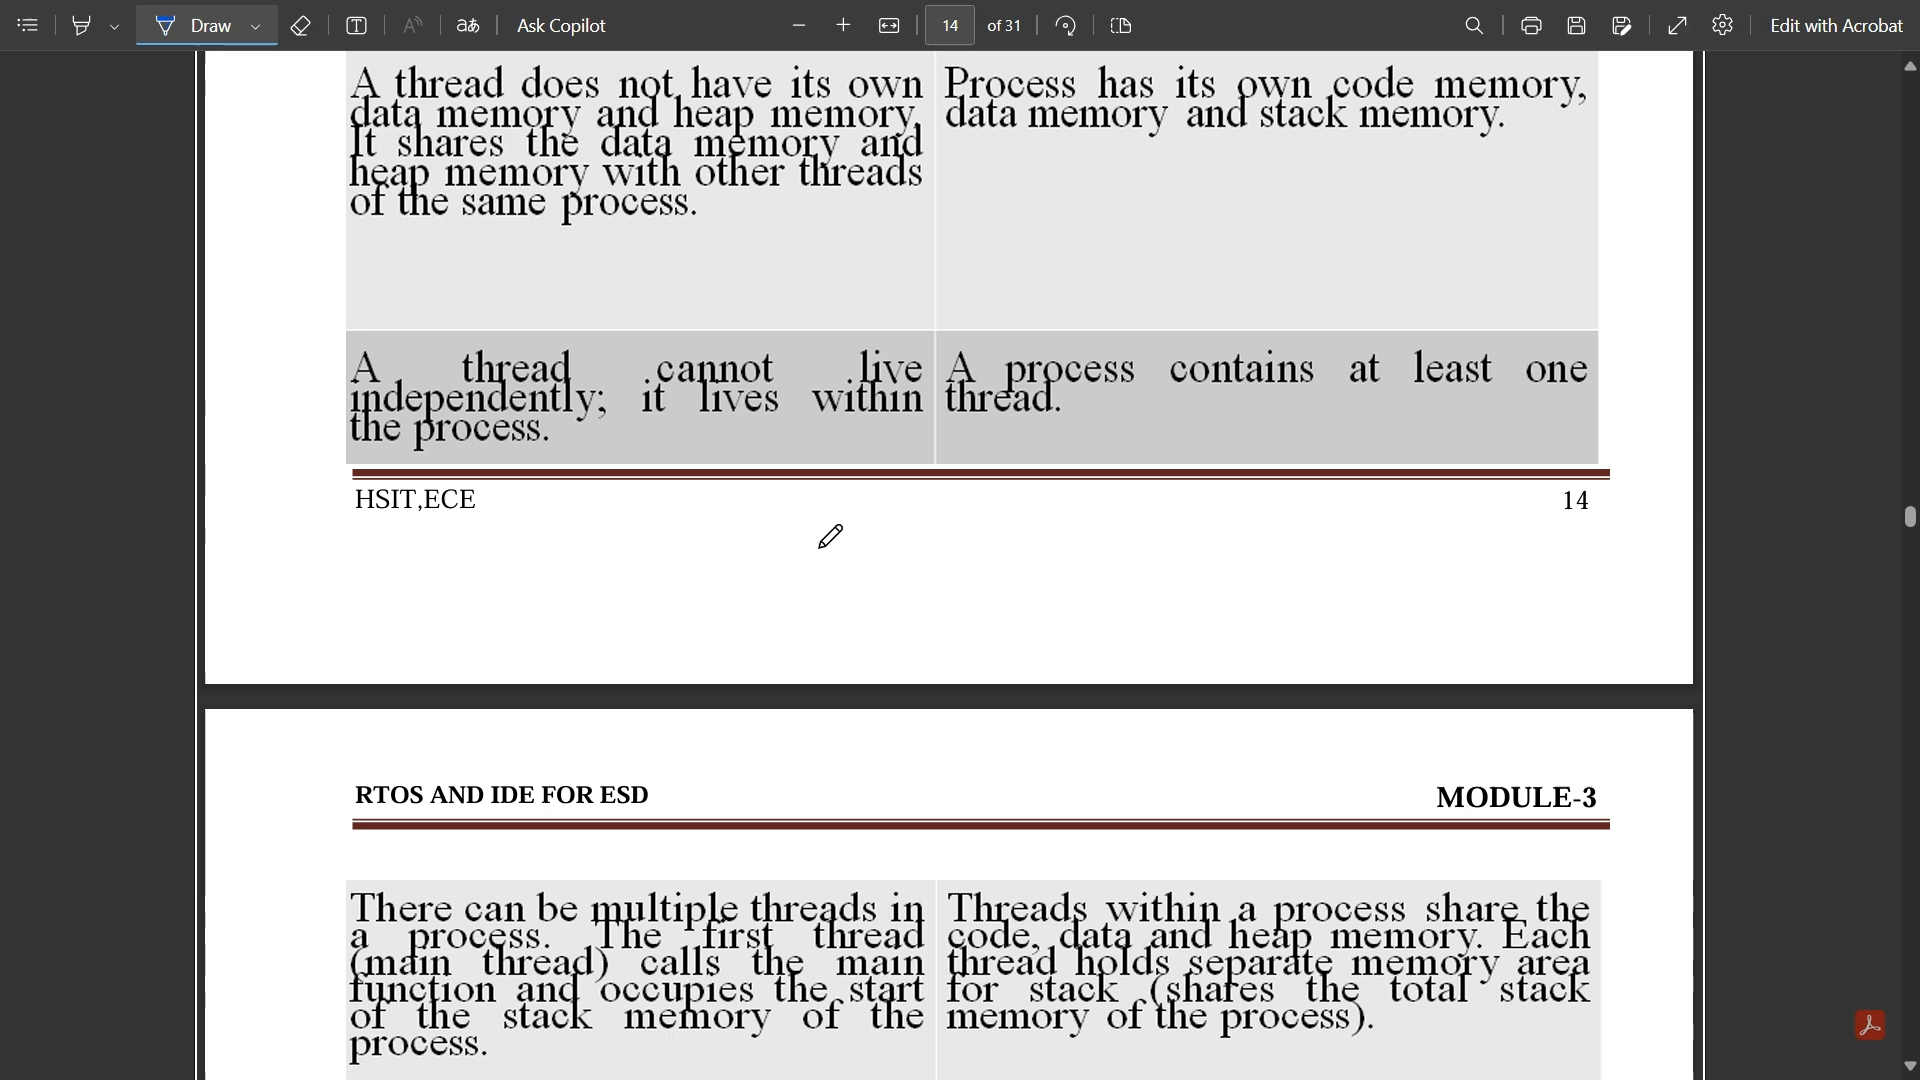 Draw
Ask Copilot
14 of 31
Edit with Acrobat
A thread does not have its own
data memory and heap memory.
It shares the data memory and
heap memory with other threads
of the same process.
Process has its own code memory,
data memory and stack memory.
A thread cannot live
independently; it lives within
the process.
A process contains at least one
thread.
HSIT,ECE
14
RTOS AND IDE FOR ESD
MODULE-3
There can be multiple threads in
a process. The first thread
(main thread) calls the main
function and occupies the start
of the stack memory of the
process.
Threads within a process share the
code, data and heap memory. Each
thread holds separate memory area
for stack (shares the total stack
memory of the process).